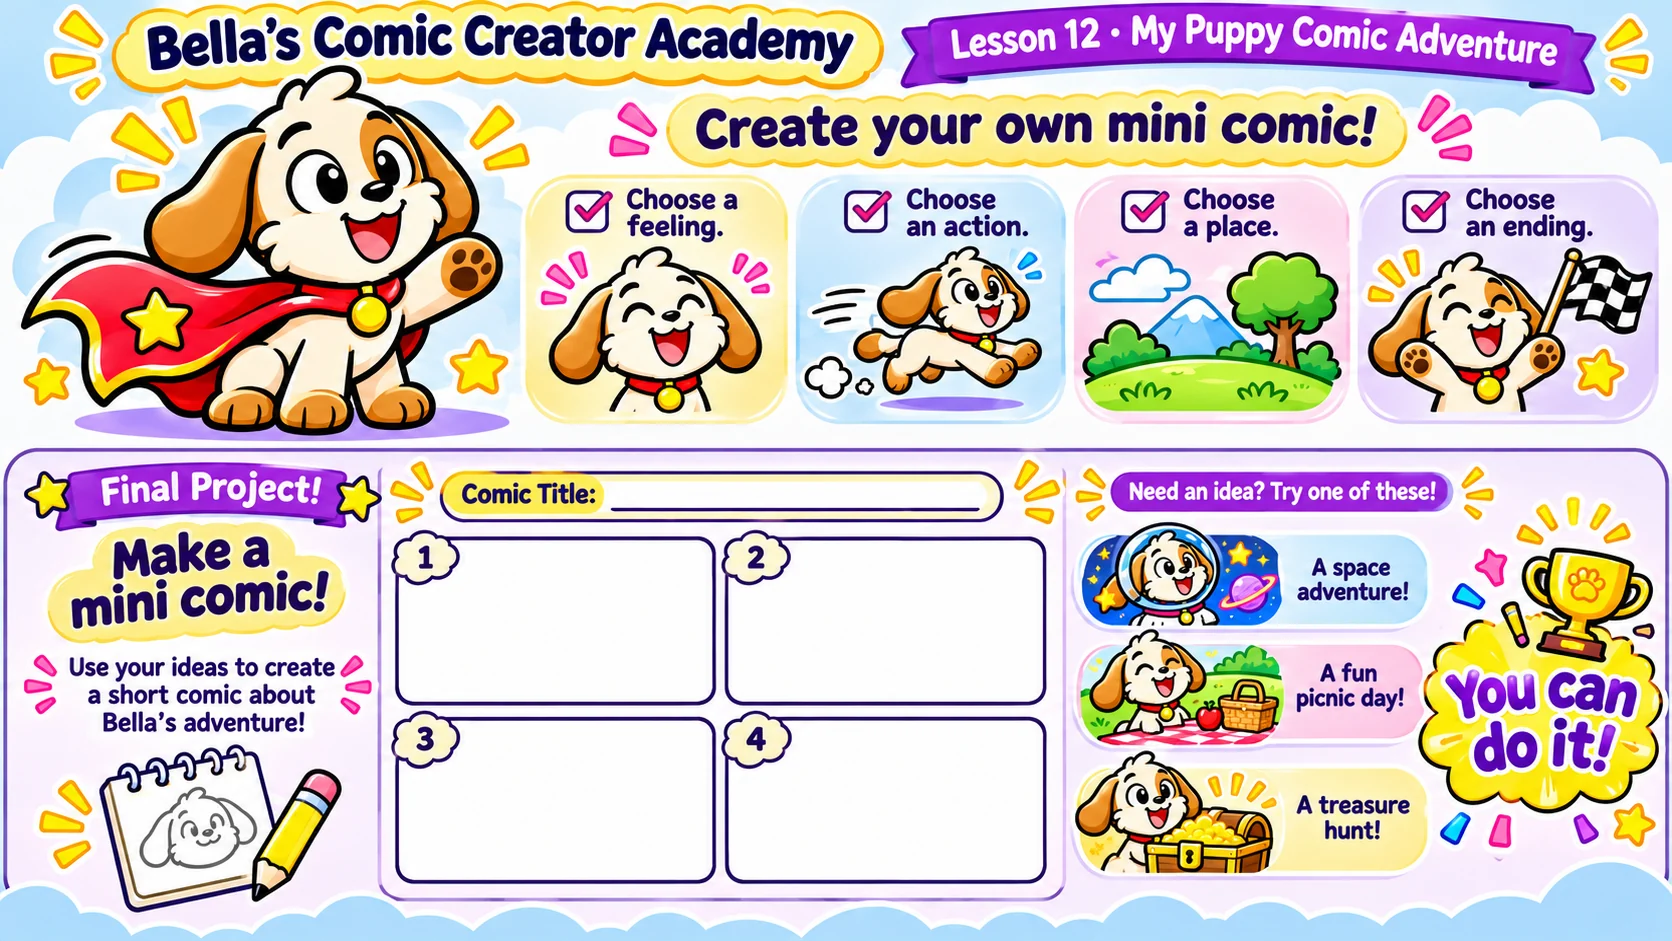 Bella's Comic Creator Academy
Lesson 12 • My Puppy Comic Adventure
Create your own mini comic!
Choose a
feeling.
Choose
an action.
Choose
a place.
Choose
an ending.
Final Project!
Make a
mini comic!
Use your ideas to create
a short comic about
Bella's adventure!
Comic Title:
1
2
3
4
Need an idea? Try one of these!
A space
adventure!
A fun
picnic day!
A treasure
hunt!
You can
do it!